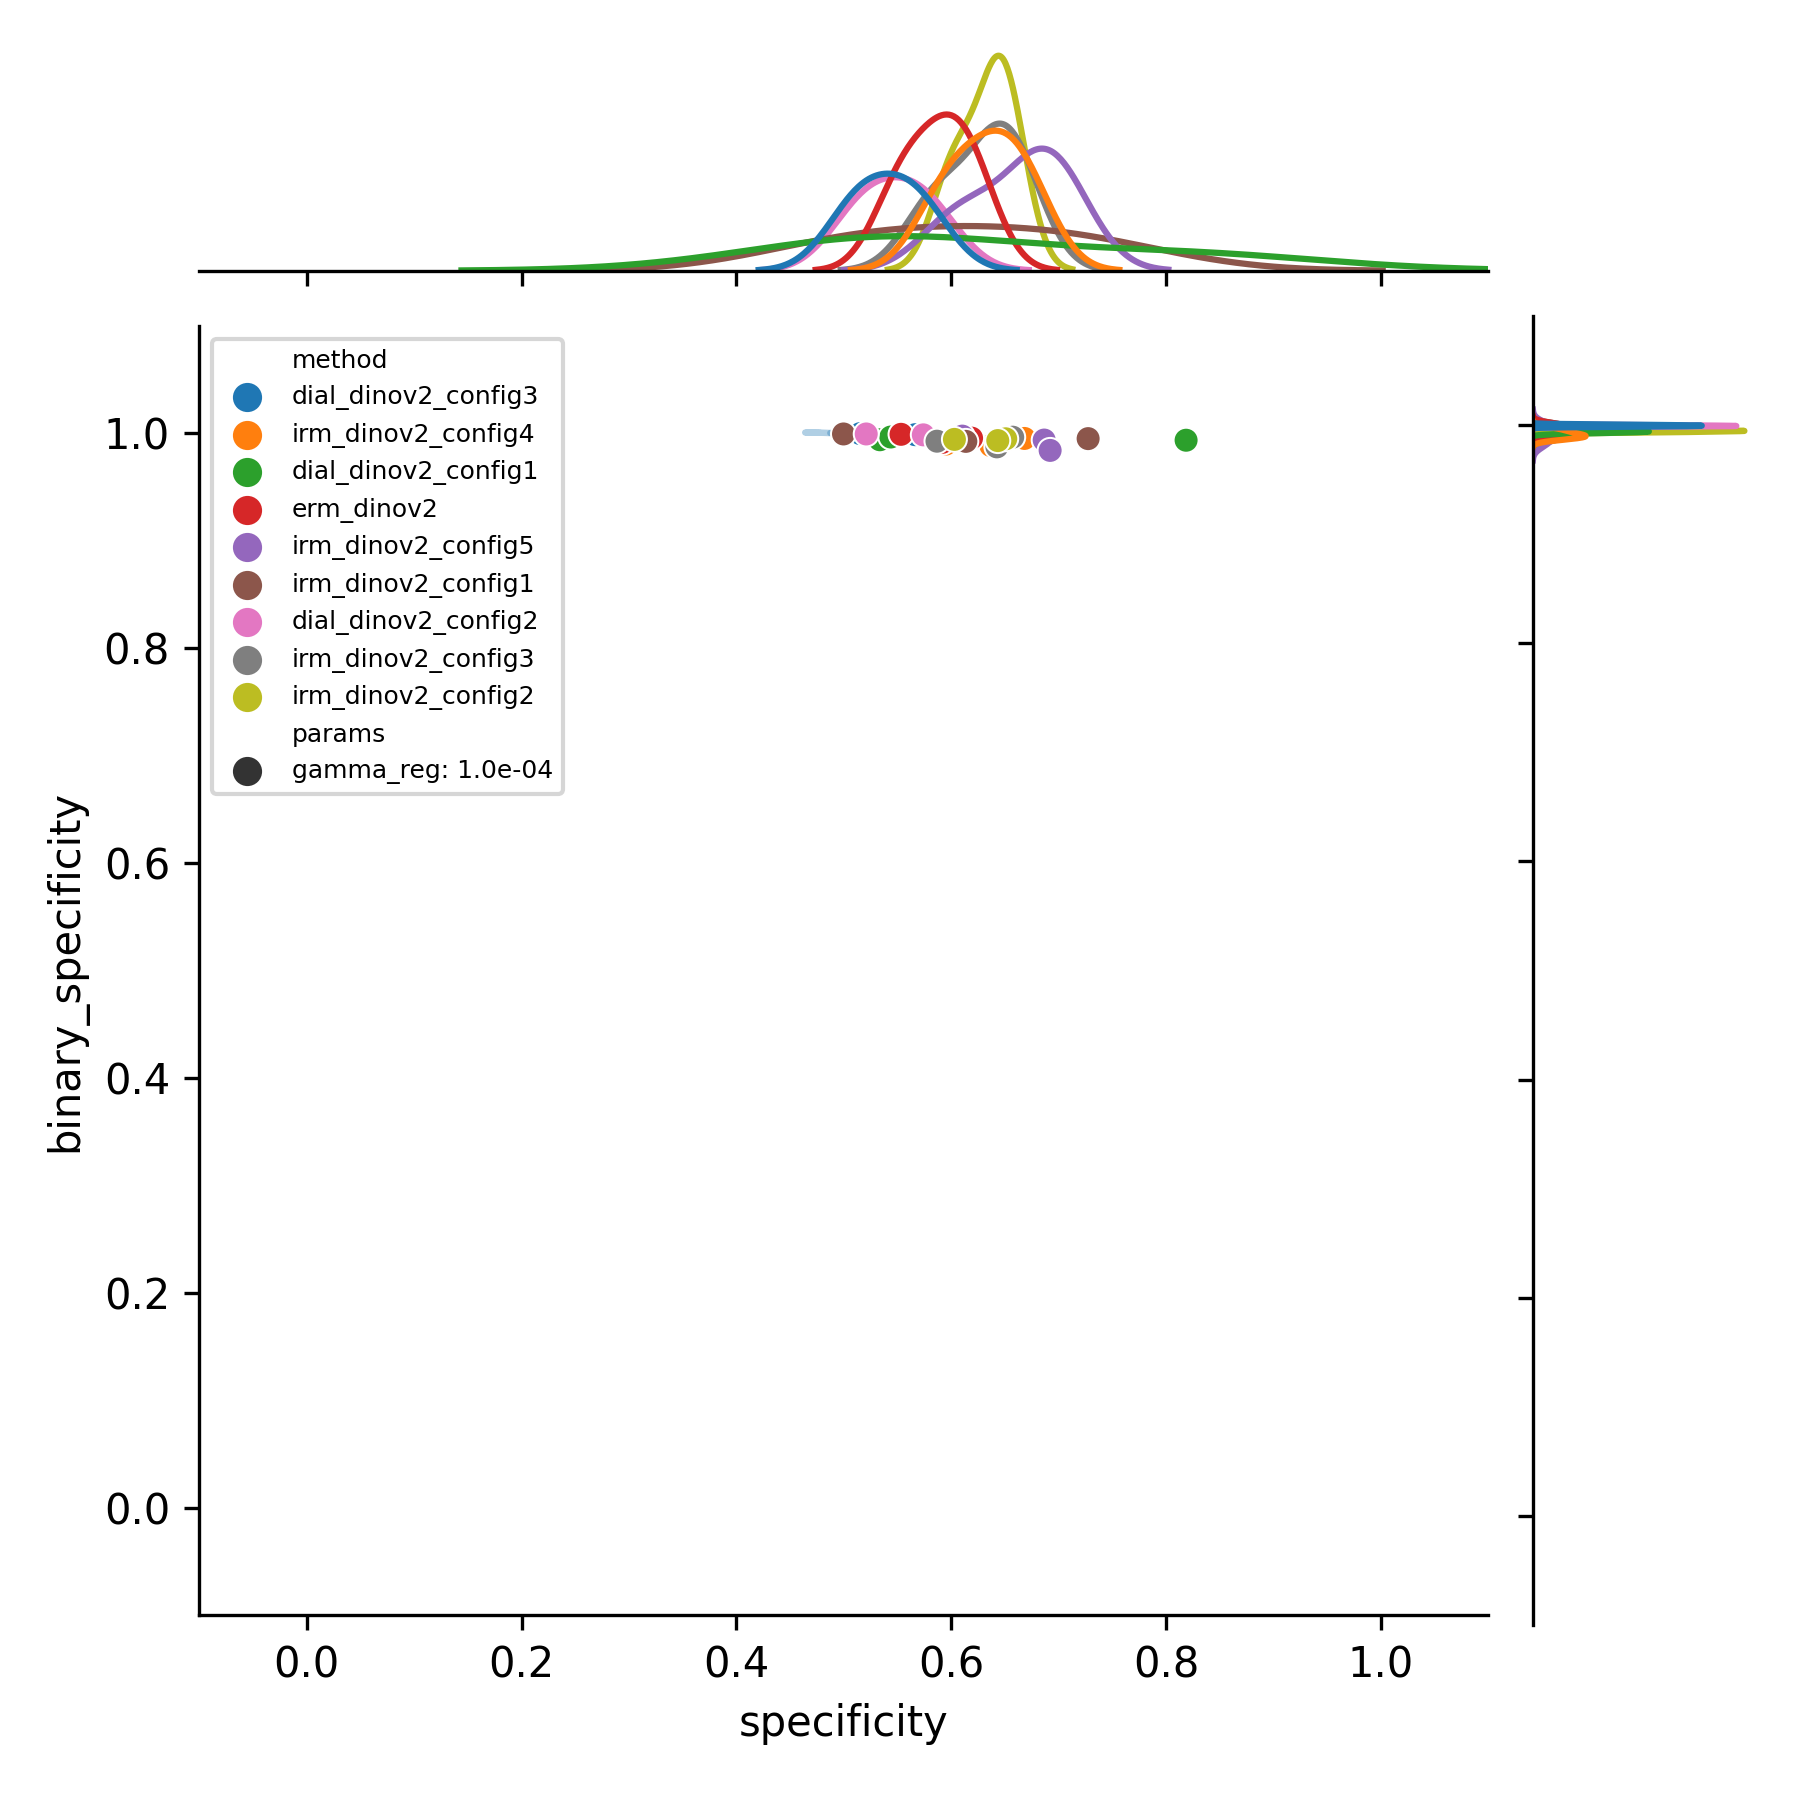 method
dial_dinov2_config3
irm_dinov2_config4
dial_dinov2_config1
erm_dinov2
irm_dinov2_config5
irm_dinov2_config1
dial_dinov2_config2
irm_dinov2_config3
irm_dinov2_config2
params
gamma_reg: 1.0e-04
1.0
0.8
0.6
0.4
0.2
0.0
binary_specificity
0.0 0.2 0.4 0.6 0.8 1.0
specificity